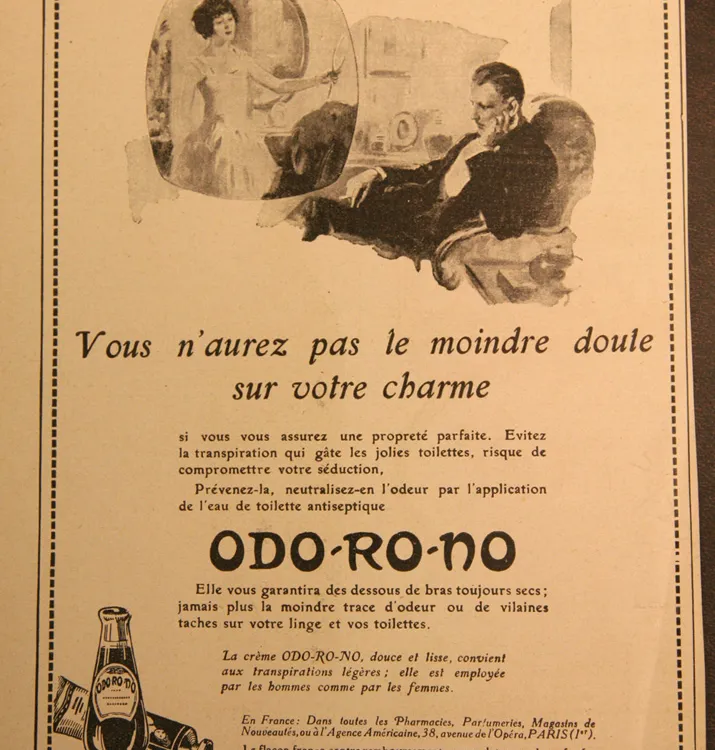 Vous n'aurez pas le moindre doute
sur votre charme
si vous vous assurez une propreté parfaite. Evitez
la transpiration qui gâte les jolies toilettes, risque de
compromettre votre séduction,
Prévenez-la, neutralisez-en l'odeur par l'application
de l'eau de toilette antiseptique
ODO-RO-NO
Elle vous garantira des dessous de bras toujours secs ;
jamais plus la moindre trace d'odeur ou de vilaines
taches sur votre linge et vos toilettes.
La crème ODO-RO-NO, douce et lisse, convient
aux transpirations légères ; elle est employée
par les hommes comme par les femmes.
ODO-RO-NO
En France : Dans toutes les Pharmacies, Parfumeries, Magasins de
Nouveautés, ou à l'Agence Américaine, 38, avenue de l'Opéra, PARIS (1er).
Le flacon franco contre